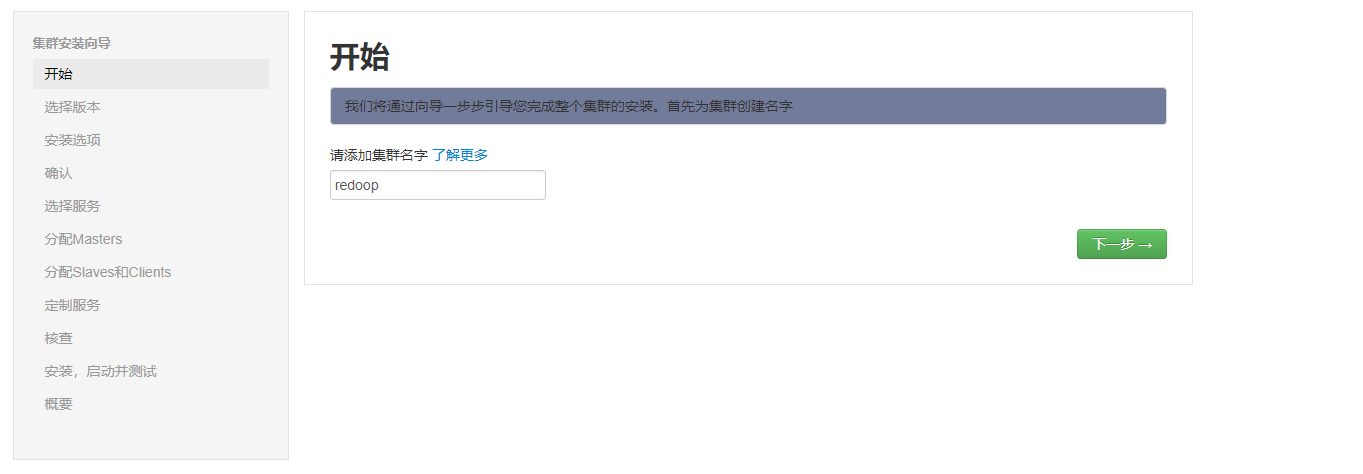 集群安装向导
开始
选择版本
安装选项
确认
选择服务
分配Masters
分配Slaves和Clients
定制服务
核查
安装，启动并测试
概要
开始
我们将通过向导一步步引导您完成整个集群的安装。首先为集群创建名字
请添加集群名字 了解更多
redoop
下一步 →